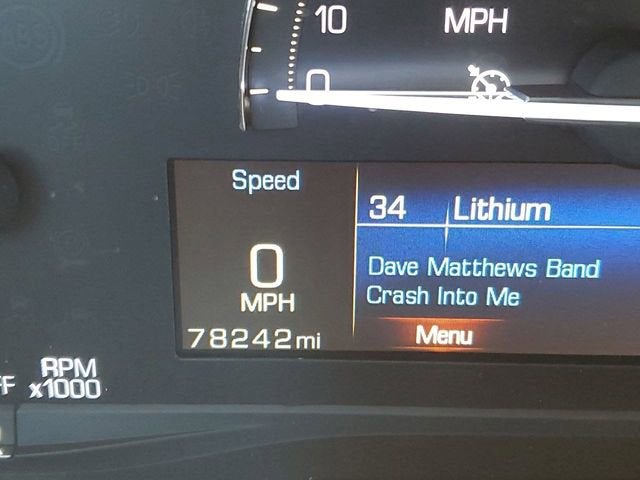 10 MPH
0
Speed
34 Lithium
0
MPH
Dave Matthews Band
Crash Into Me
78242mi
Menu
RPM
x1000